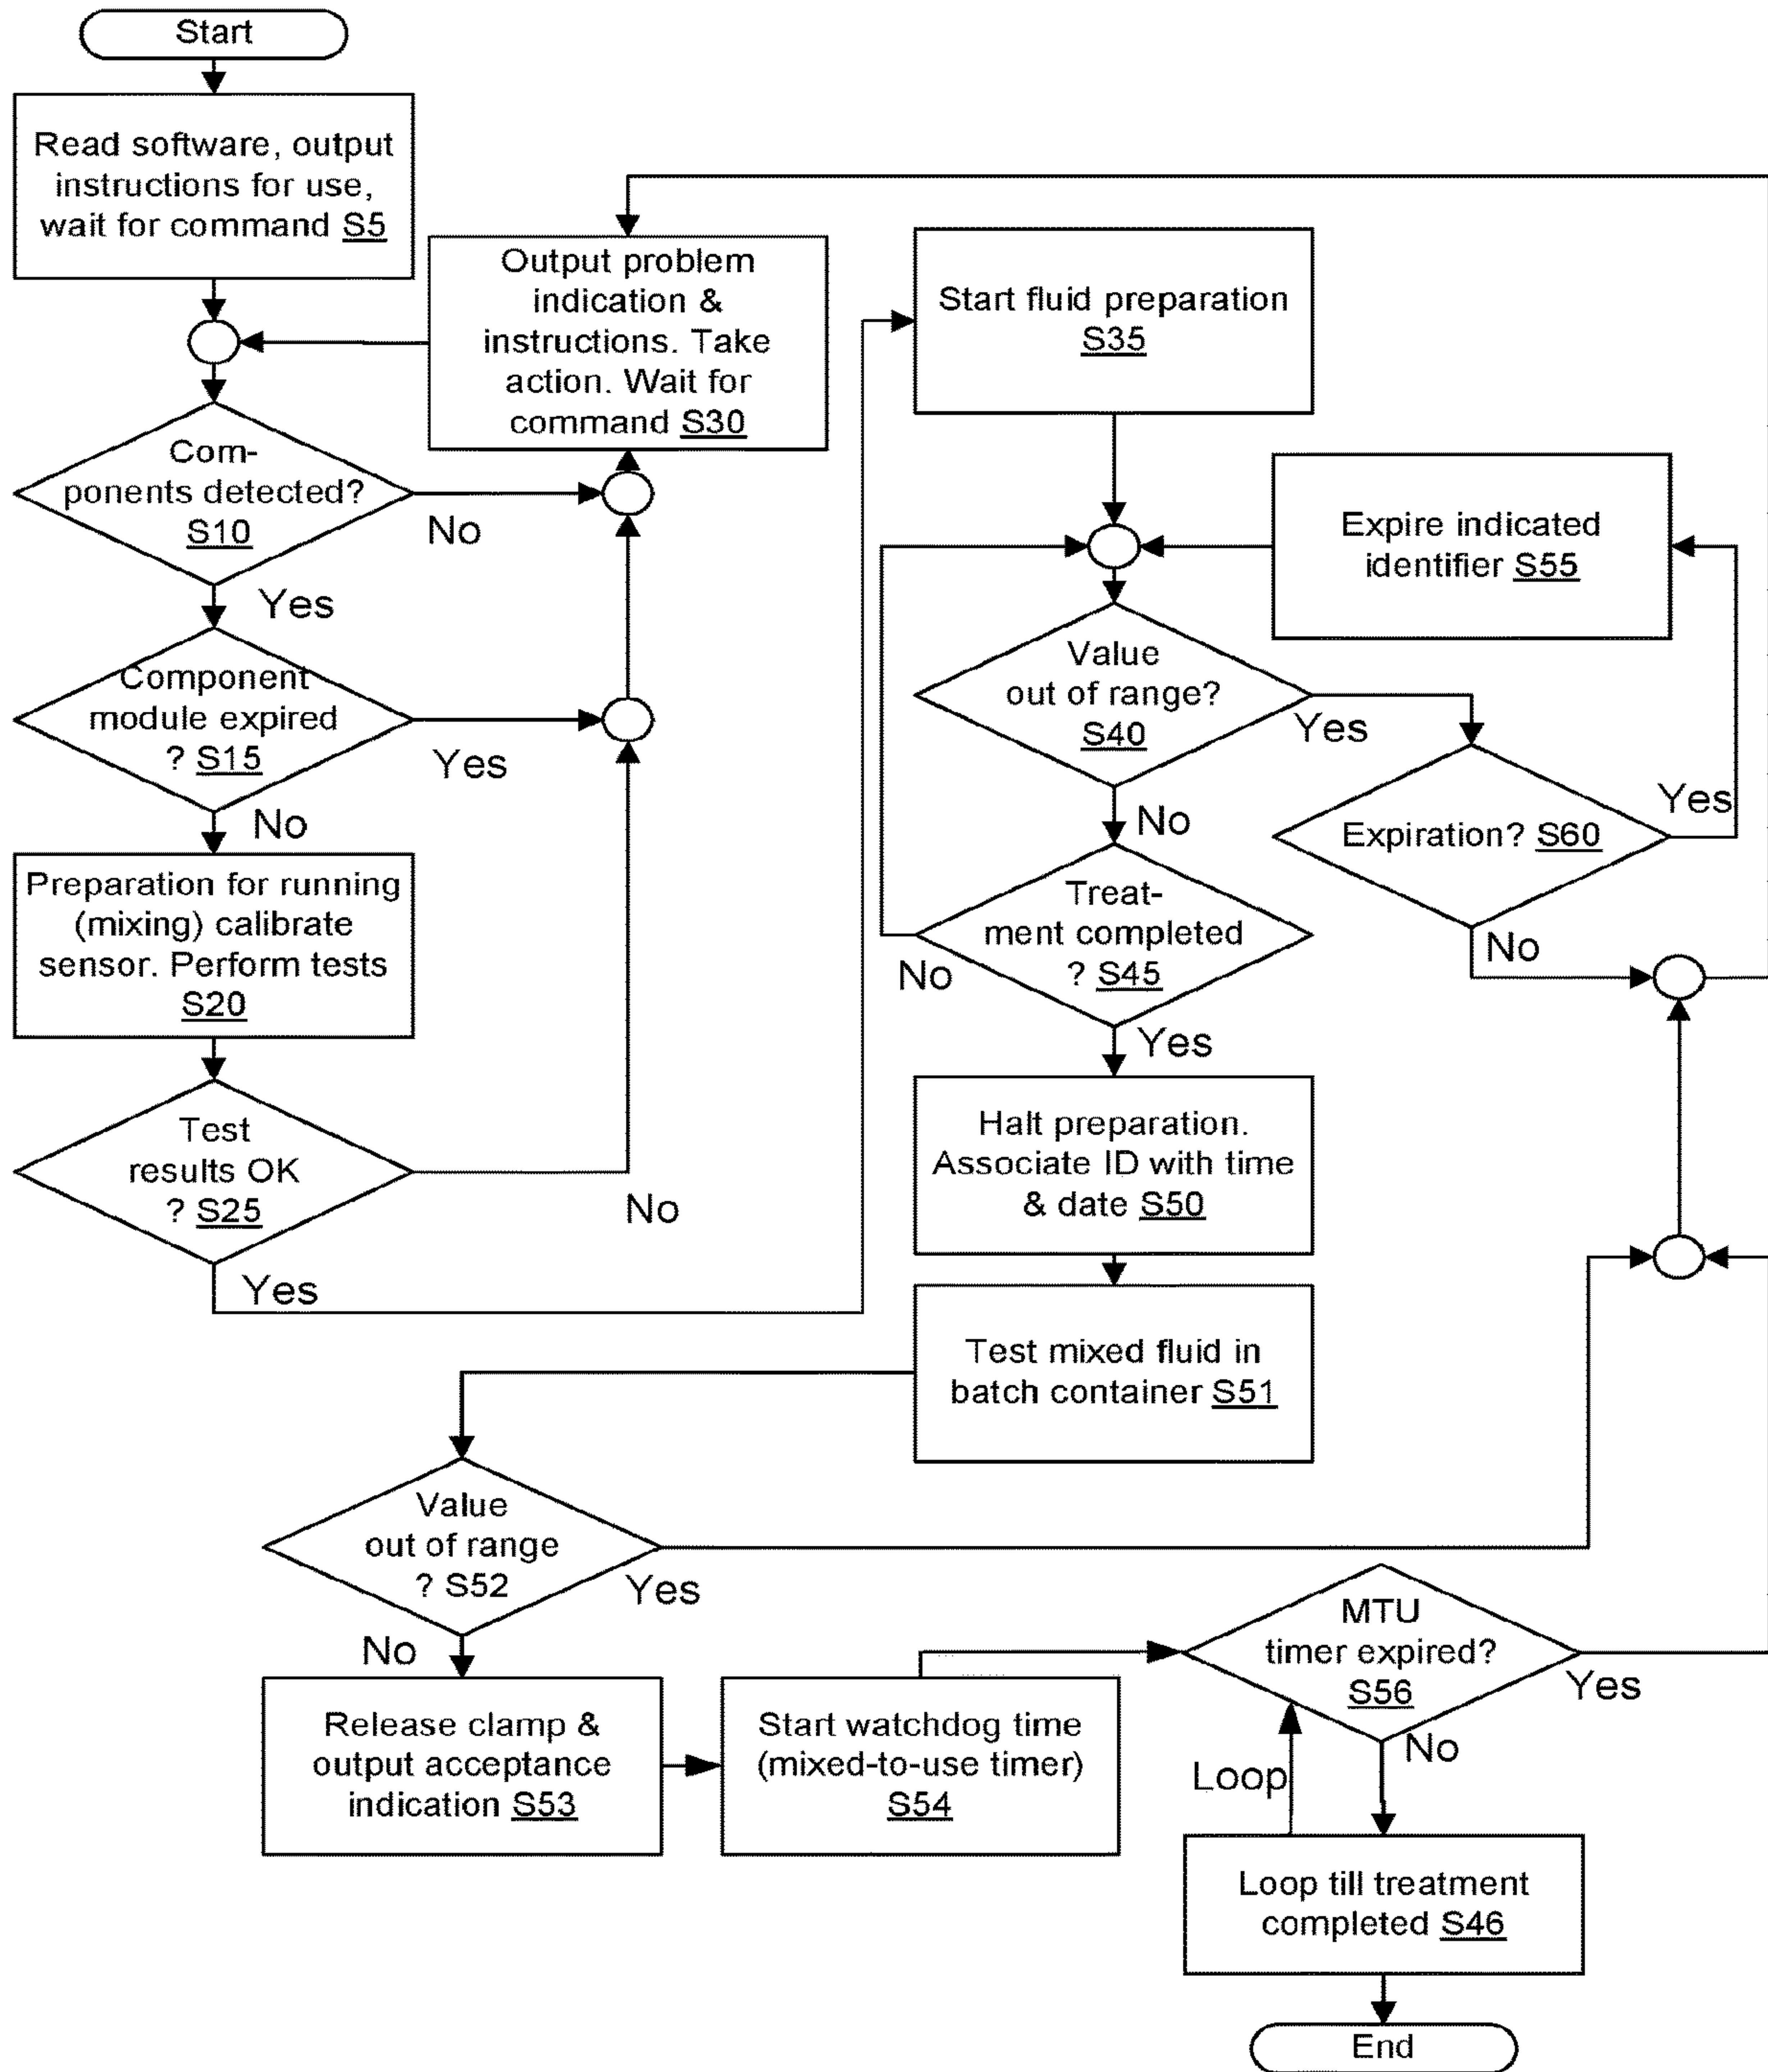 Start
Read software, output
instructions for use,
wait for command S5
Output problem
indication &
instructions. Take
action. Wait for
command S30
Com-
ponents detected?
S10
No
Yes
Component
module expired
? S15
Yes
No
Preparation for running
(mixing) calibrate
sensor. Perform tests
S20
Test
results OK
? S25
No
Yes
Start fluid preparation
S35
Expire indicated
identifier S55
Value
out of range?
S40
Yes
No
Expiration? S60
Yes
No
Treat-
ment completed
? S45
No
Yes
Halt preparation.
Associate ID with time
& date S50
Test mixed fluid in
batch container S51
Value
out of range
? S52
Yes
No
Release clamp &
output acceptance
indication S53
Start watchdog time
(mixed-to-use timer)
S54
MTU
timer expired?
S56
Yes
No
Loop
Loop till treatment
completed S46
End